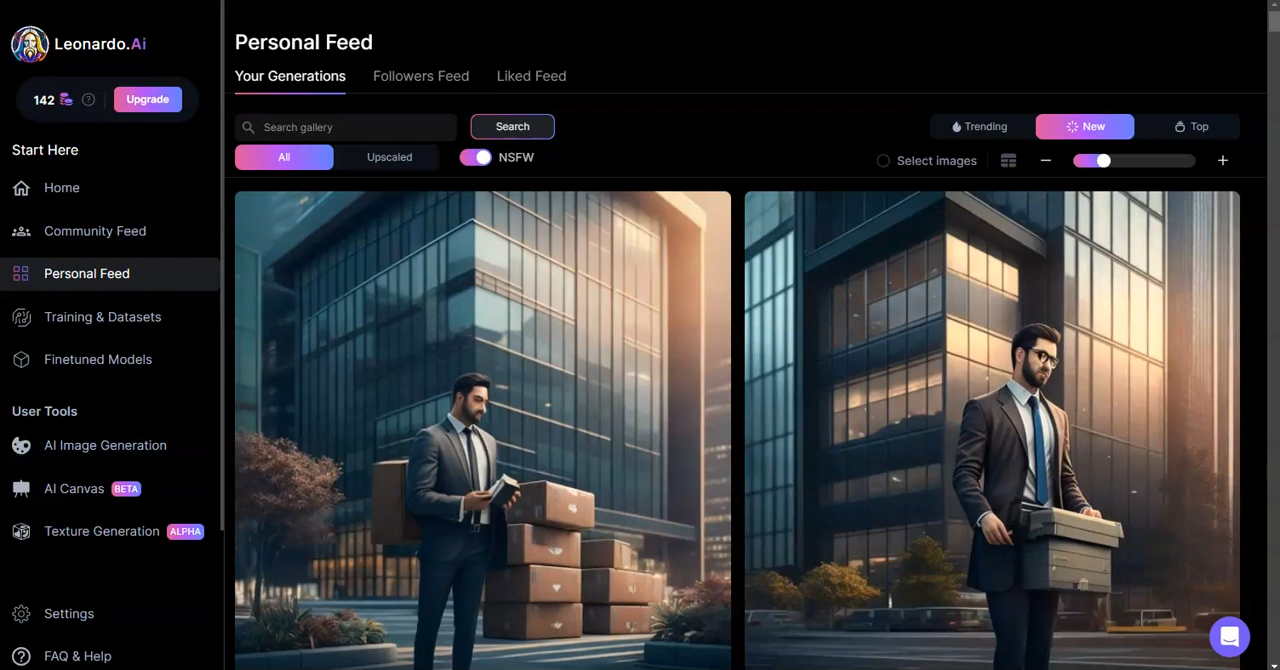 Leonardo.Ai
142
Upgrade
Start Here
Home
Community Feed
Personal Feed
Training & Datasets
Finetuned Models
User Tools
AI Image Generation
AI Canvas BETA
Texture Generation ALPHA
Settings
FAQ & Help
Personal Feed
Your Generations Followers Feed Liked Feed
Search gallery Search Trending New Top
All Upscaled NSFW Select images